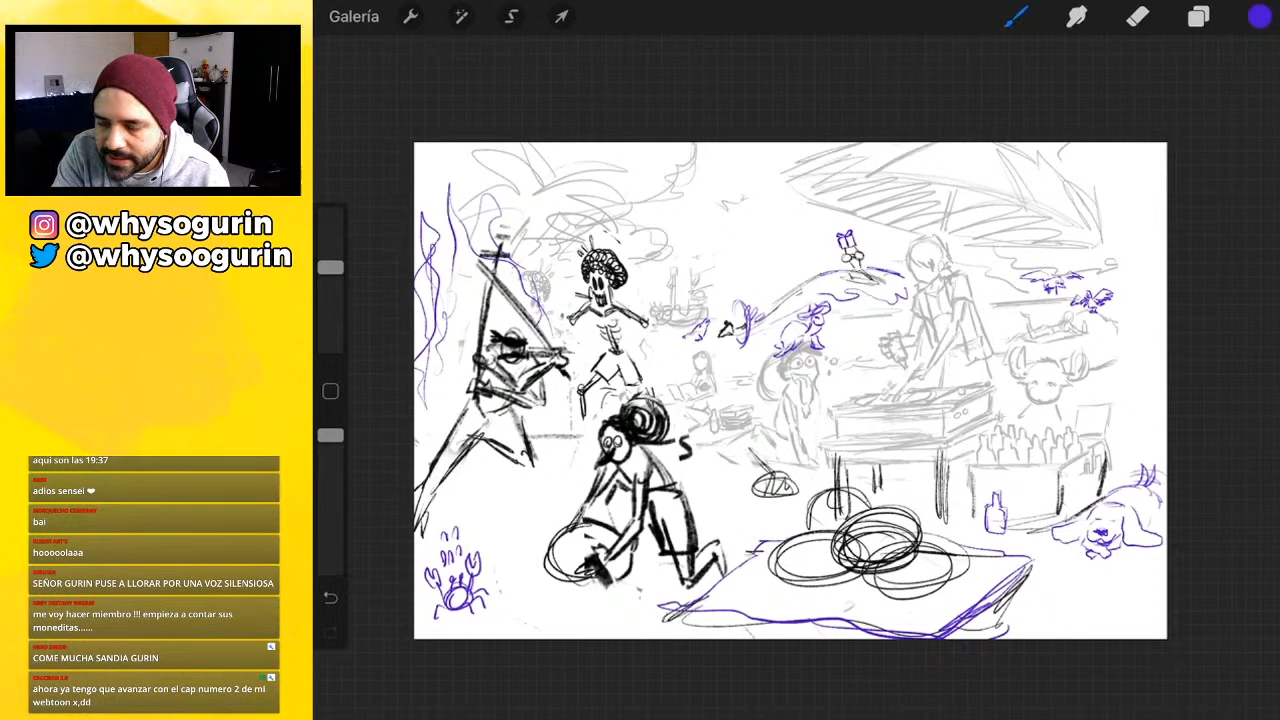 Galería
@whysogurin
@whysoogurin
aqui son las 19:37
adios sensei ❤
bai
hooooolaaa
SEÑOR GURIN PUSE A LLORAR POR UNA VOZ SILENSIOSA
me voy hacer miembro !!! empieza a contar sus
moneditas......
COME MUCHA SANDIA GURIN
ahora ya tengo que avanzar con el cap numero 2 de mi
webtoon x,dd